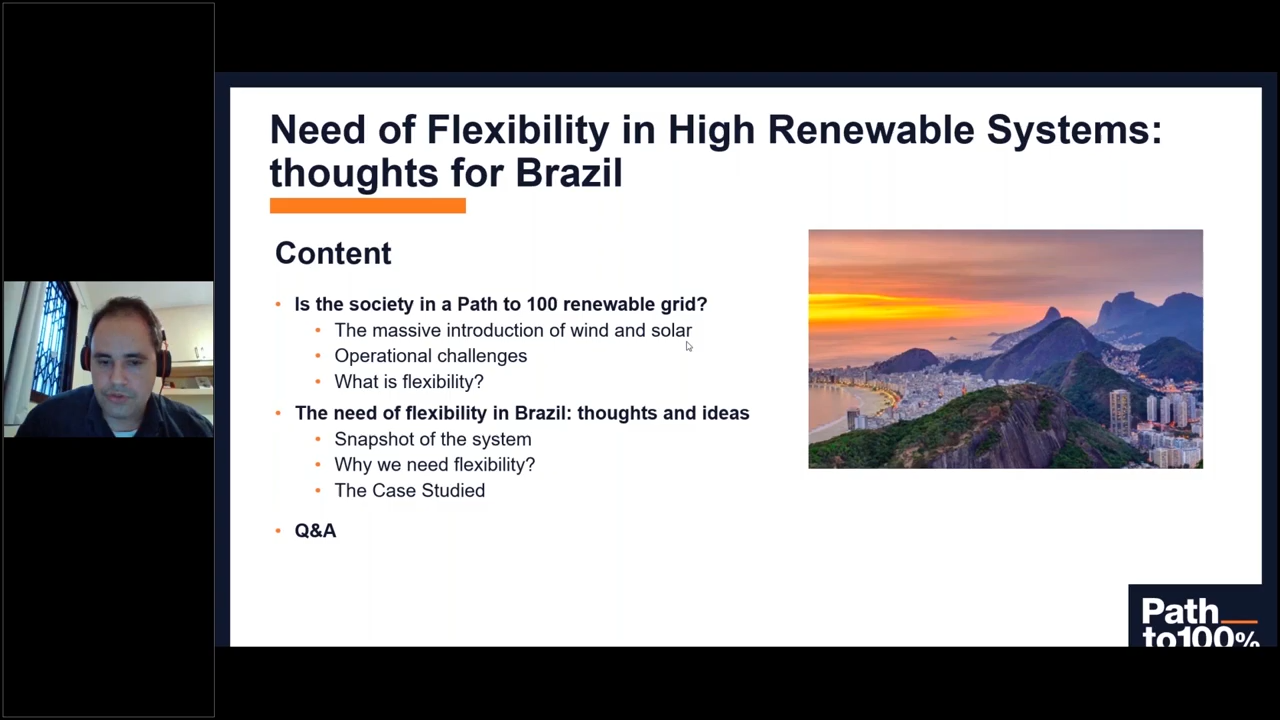 Need of Flexibility in High Renewable Systems:
thoughts for Brazil
Content
• Is the society in a Path to 100 renewable grid?
• The massive introduction of wind and solar
• Operational challenges
• What is flexibility?
• The need of flexibility in Brazil: thoughts and ideas
• Snapshot of the system
• Why we need flexibility?
• The Case Studied
• Q&A
Path
to100%